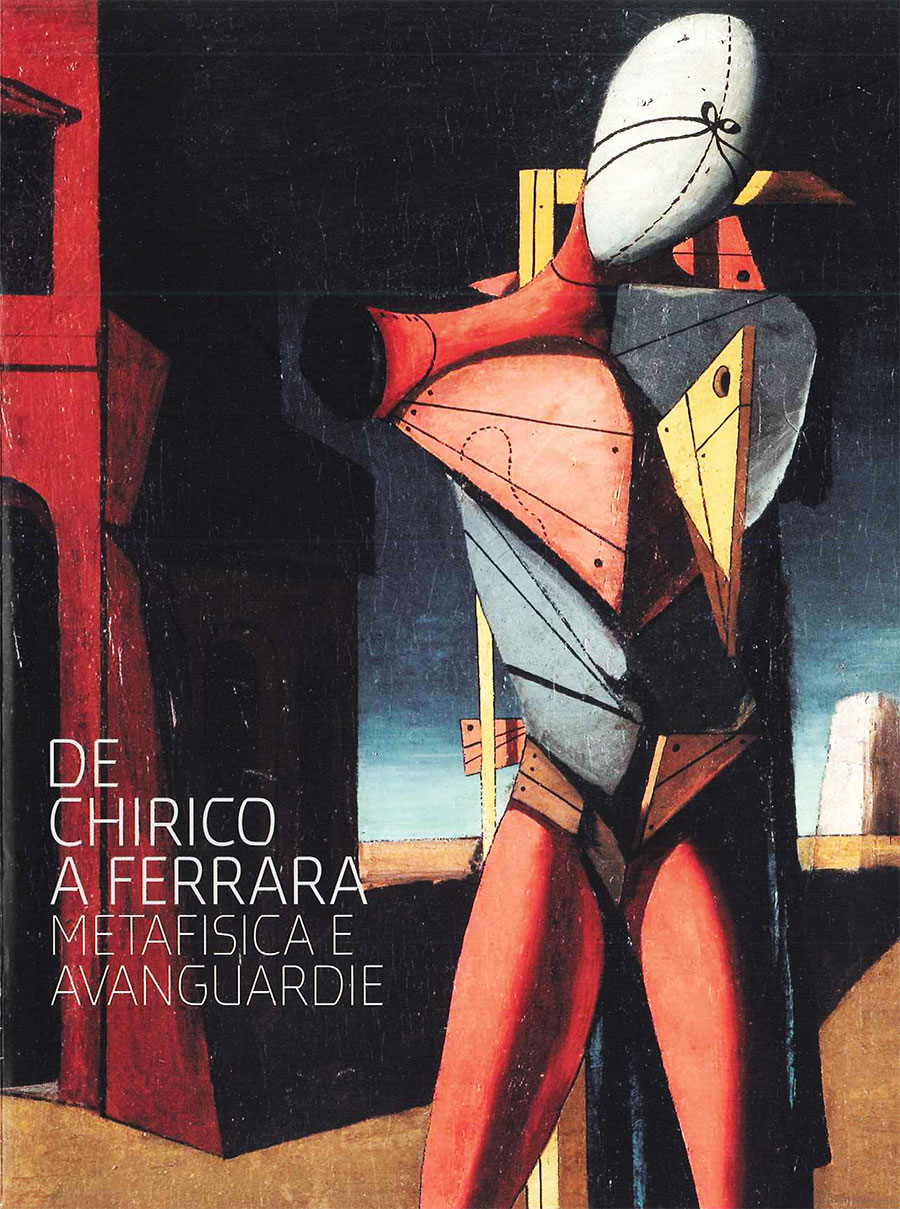 DE
CHIRICO
A FERRARA
METAFISICA E
AVANGUARDIE